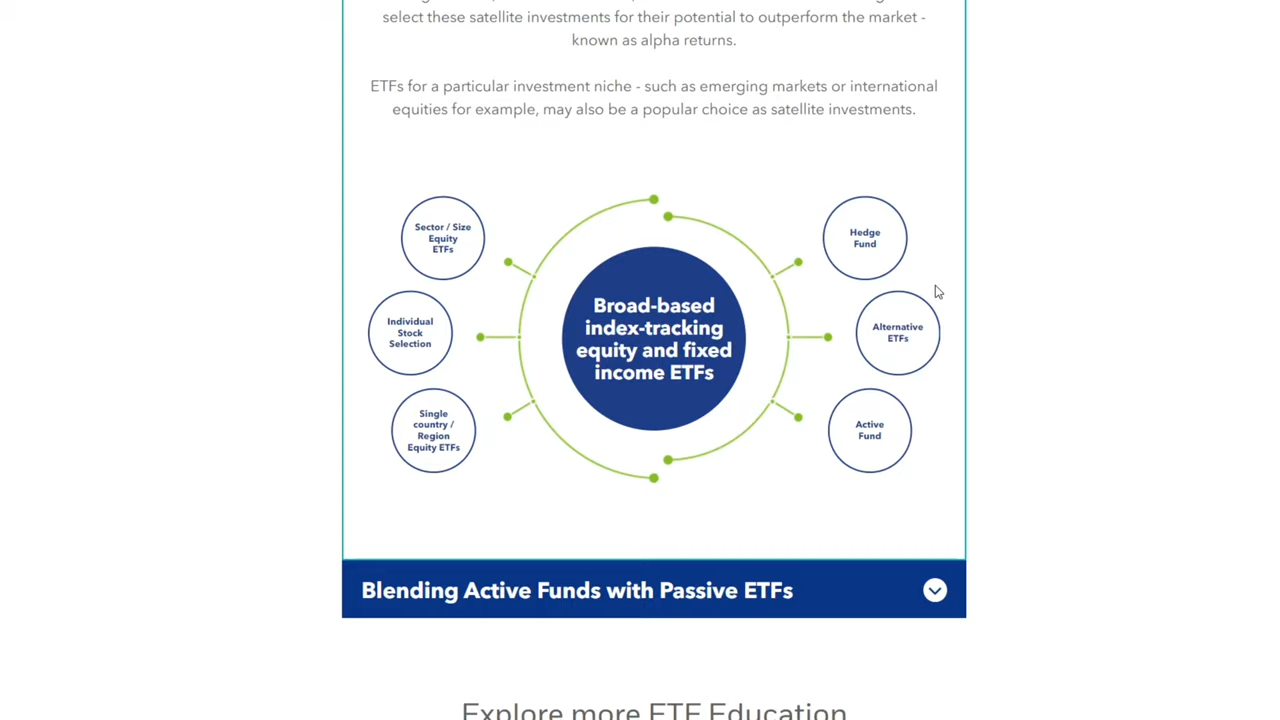 select these satellite investments for their potential to outperform the market -
known as alpha returns.
ETFs for a particular investment niche - such as emerging markets or international
equities for example, may also be a popular choice as satellite investments.
Sector / Size
Equity
ETFs
Individual
Stock
Selection
Single
country /
Region
Equity ETFs
Broad-based
index-tracking
equity and fixed
income ETFs
Hedge
Fund
Alternative
ETFs
Active
Fund
Blending Active Funds with Passive ETFs
Explore more ETF Education